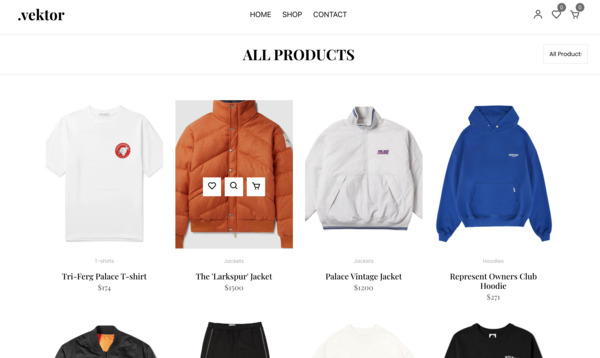 .vektor
HOME
SHOP
CONTACT
0
0
ALL PRODUCTS
All Product
T-shirts
Jackets
Jackets
Hoodies
Tri-Ferg Palace T-shirt
The 'Larkspur' Jacket
Palace Vintage Jacket
Represent Owners Club
Hoodie
$174
$1500
$1200
$271